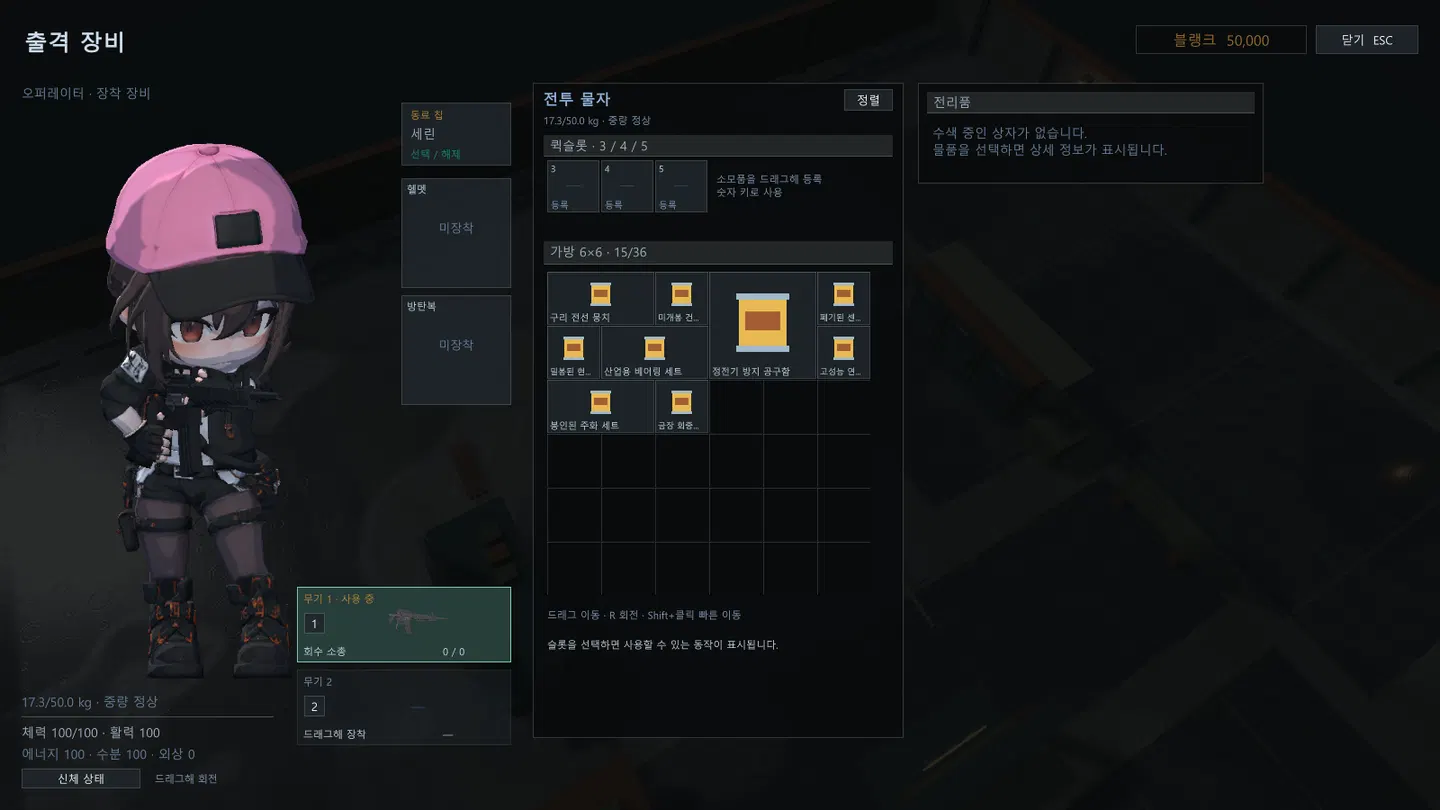 출격 장비
블랭크 50,000
닫기 ESC
오퍼레이터 · 장착 장비
동료 칩
세린
선택 / 해제
헬멧
미장착
방탄복
미장착
무기 1 · 사용 중
1
회수 소총 0 / 0
무기 2
2
—
드래그해 장착 —
17.3/50.0 kg · 중량 정상
체력 100/100 · 활력 100
에너지 100 · 수분 100 · 외상 0
신체 상태
드래그해 회전
전투 물자
정렬
17.3/50.0 kg · 중량 정상
퀵슬롯 · 3 / 4 / 5
3 4 5
— — —
등록 등록 등록
소모품을 드래그해 등록
숫자 키로 사용
가방 6×6 · 15/36
구리 전선 뭉치 미개봉 건… 폐기된 센…
밀봉된 현… 산업용 베어링 세트 정전기 방지 공구함 고성능 연…
봉인된 주화 세트 금장 회중…
드래그 이동 · R 회전 · Shift+클릭 빠른 이동
슬롯을 선택하면 사용할 수 있는 동작이 표시됩니다.
전리품
수색 중인 상자가 없습니다.
물품을 선택하면 상세 정보가 표시됩니다.